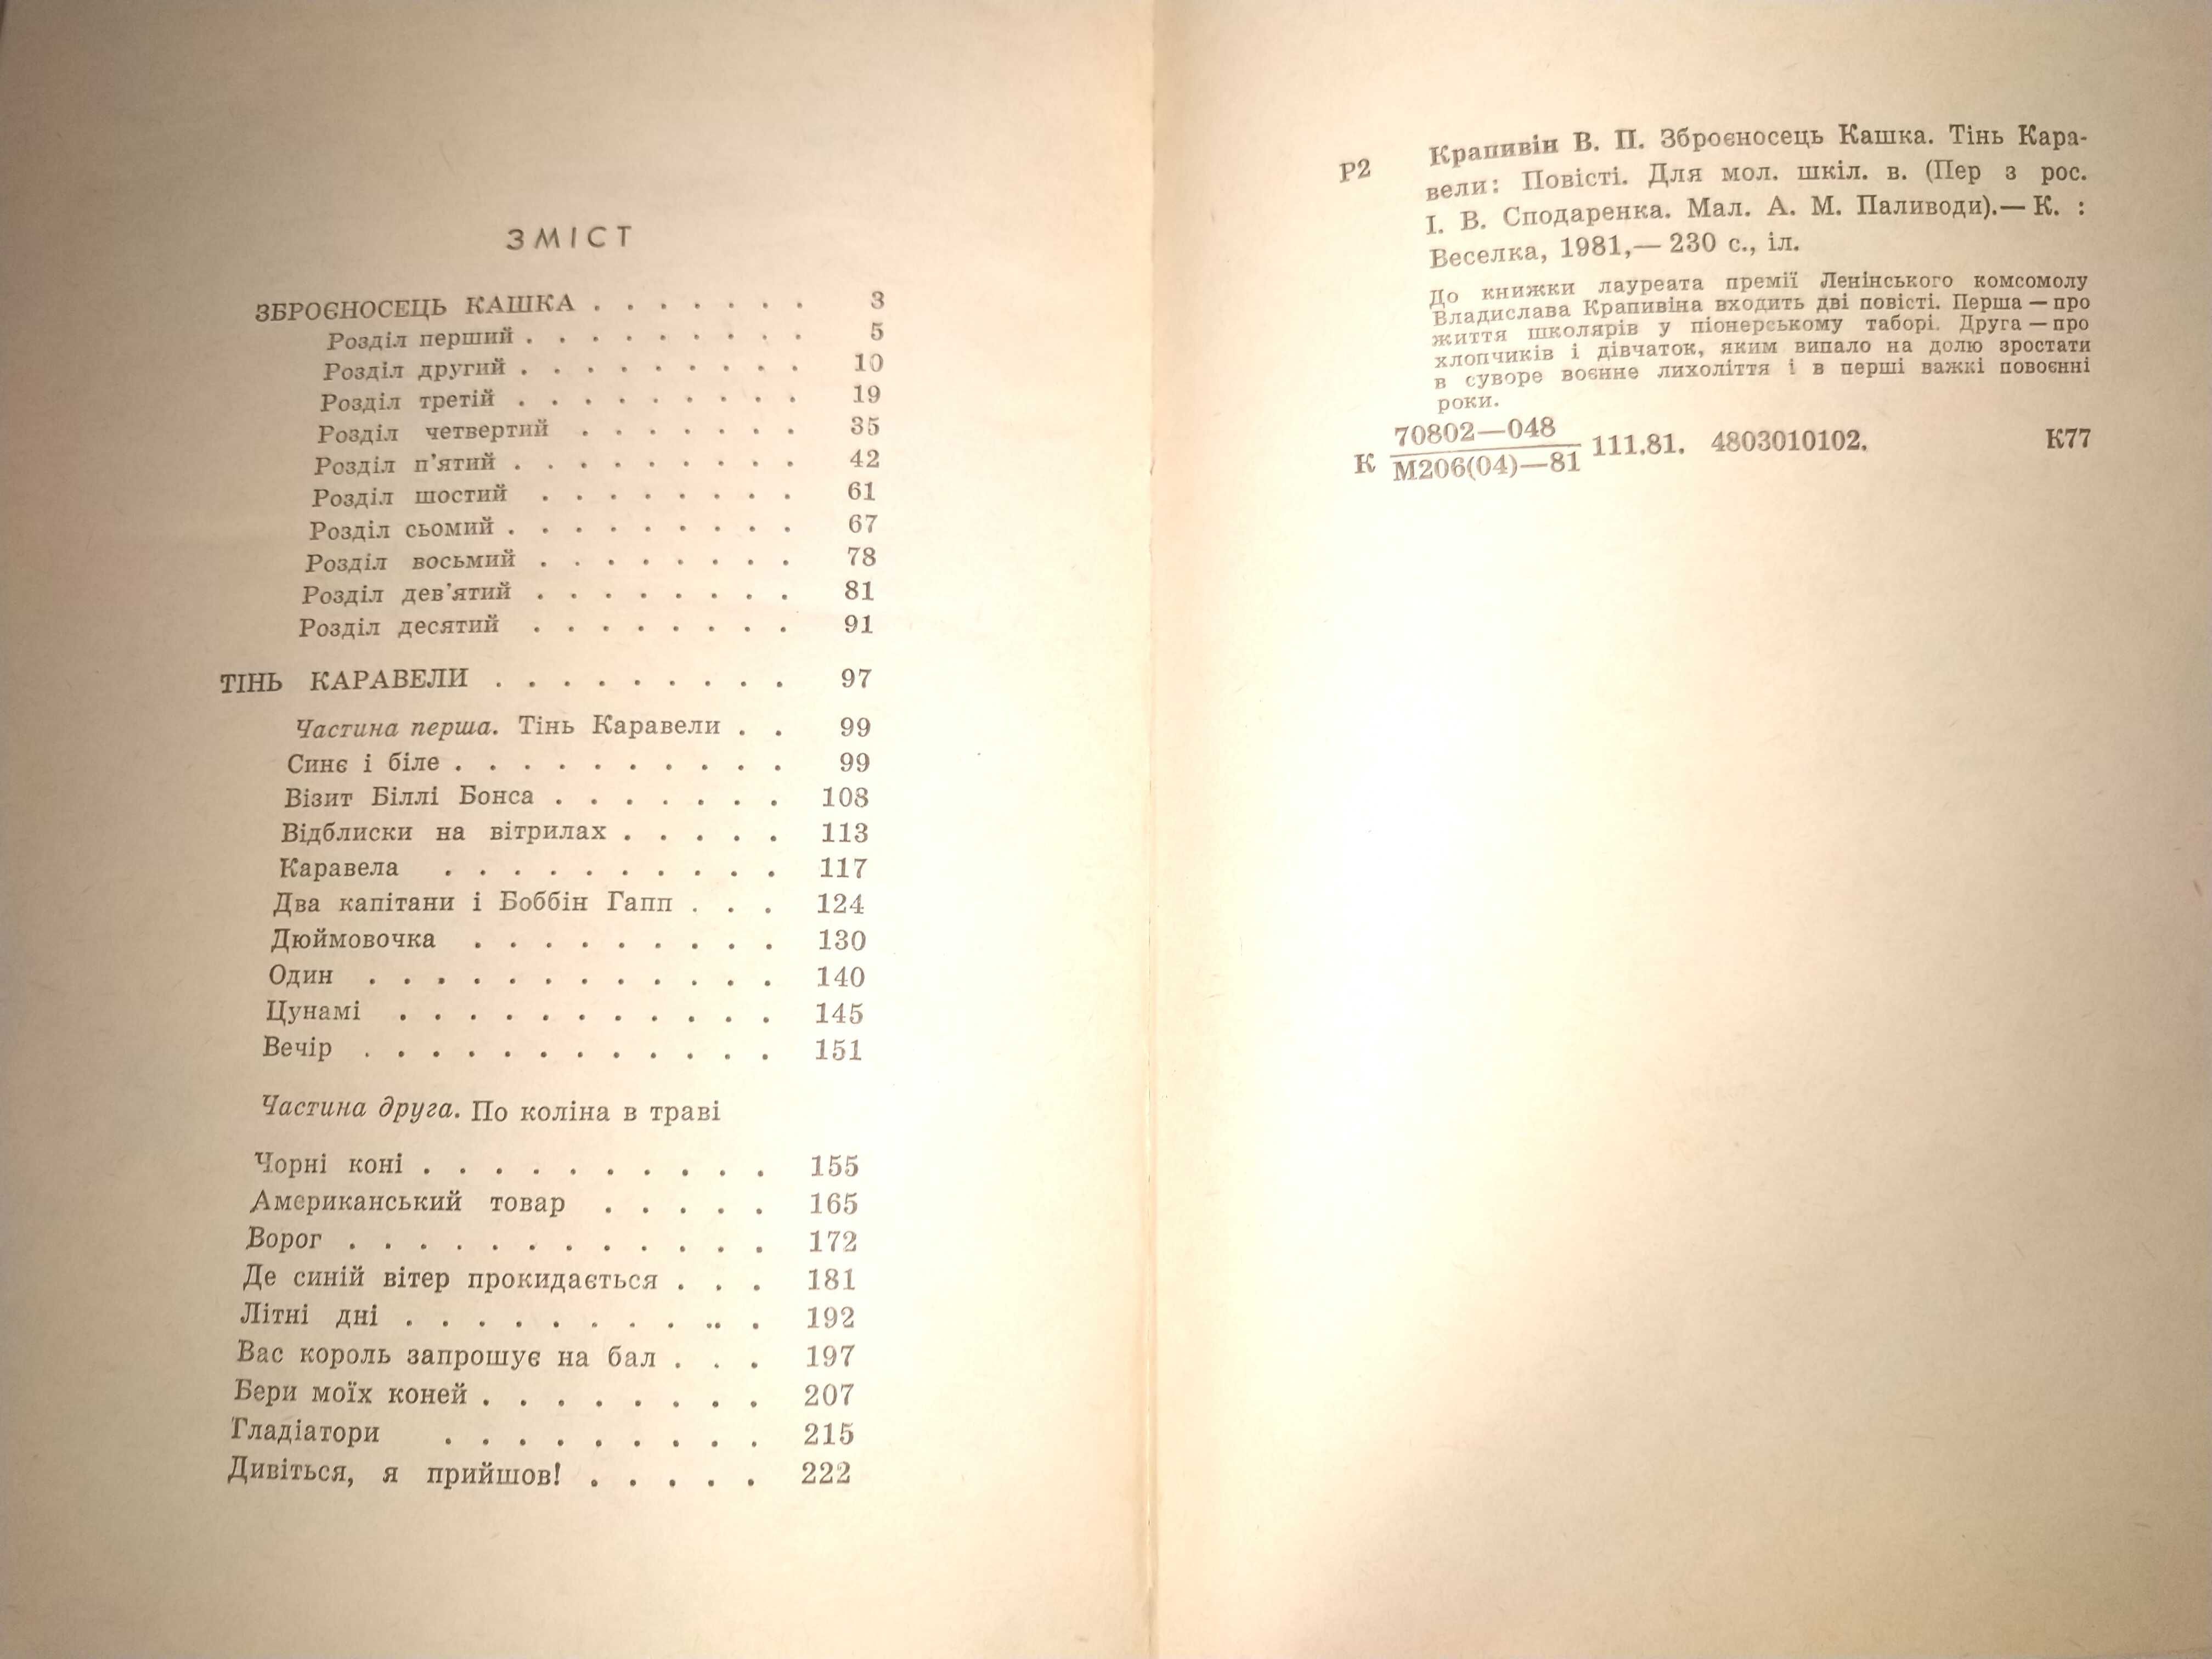 ЗМІСТ
ЗБРОЄНОСЕЦЬ КАШКА . . . . . . . 3
Розділ перший . . . . . . . . . 5
Розділ другий . . . . . . . . . 10
Розділ третій . . . . . . . . . 19
Розділ четвертий . . . . . . . 35
Розділ п'ятий . . . . . . . . . 42
Розділ шостий . . . . . . . . 61
Розділ сьомий . . . . . . . . . 67
Розділ восьмий . . . . . . . . 78
Розділ дев'ятий . . . . . . . . 81
Розділ десятий . . . . . . . . 91
ТІНЬ КАРАВЕЛИ . . . . . . . . . 97
Частина перша. Тінь Каравели . . 99
Синє і біле . . . . . . . . . . 99
Візит Біллі Бонса . . . . . . . 108
Відблиски на вітрилах . . . . . 113
Каравела . . . . . . . . . . 117
Два капітани і Боббін Гапп . . . 124
Дюймовочка . . . . . . . . . 130
Один . . . . . . . . . . . . 140
Цунамі . . . . . . . . . . . 145
Вечір . . . . . . . . . . . . 151
Частина друга. По коліна в траві
Чорні коні . . . . . . . . . . 155
Американський товар . . . . . 165
Ворог . . . . . . . . . . . . 172
Де синій вітер прокидається . . . 181
Літні дні . . . . . . . . . .. . 192
Вас король запрошує на бал . . . 197
Бери моїх коней . . . . . . . . 207
Гладіатори . . . . . . . . . 215
Дивіться, я прийшов! . . . . . 222
Р2 Крапивін В. П. Зброєносець Кашка. Тінь Кара-
вели: Повісті. Для мол. шкіл. в. (Пер з рос.
І. В. Сподаренка. Мал. А. М. Паливоди).— К. :
Веселка, 1981,— 230 с., іл.
До книжки лауреата премії Ленінського комсомолу
Владислава Крапивіна входить дві повісті. Перша — про
життя школярів у піонерському таборі. Друга — про
хлопчиків і дівчаток, яким випало на долю зростати
в суворе воєнне лихоліття і в перші важкі повоєнні
роки.
70802—048
К М206(04)—81 111.81. 4803010102. К77